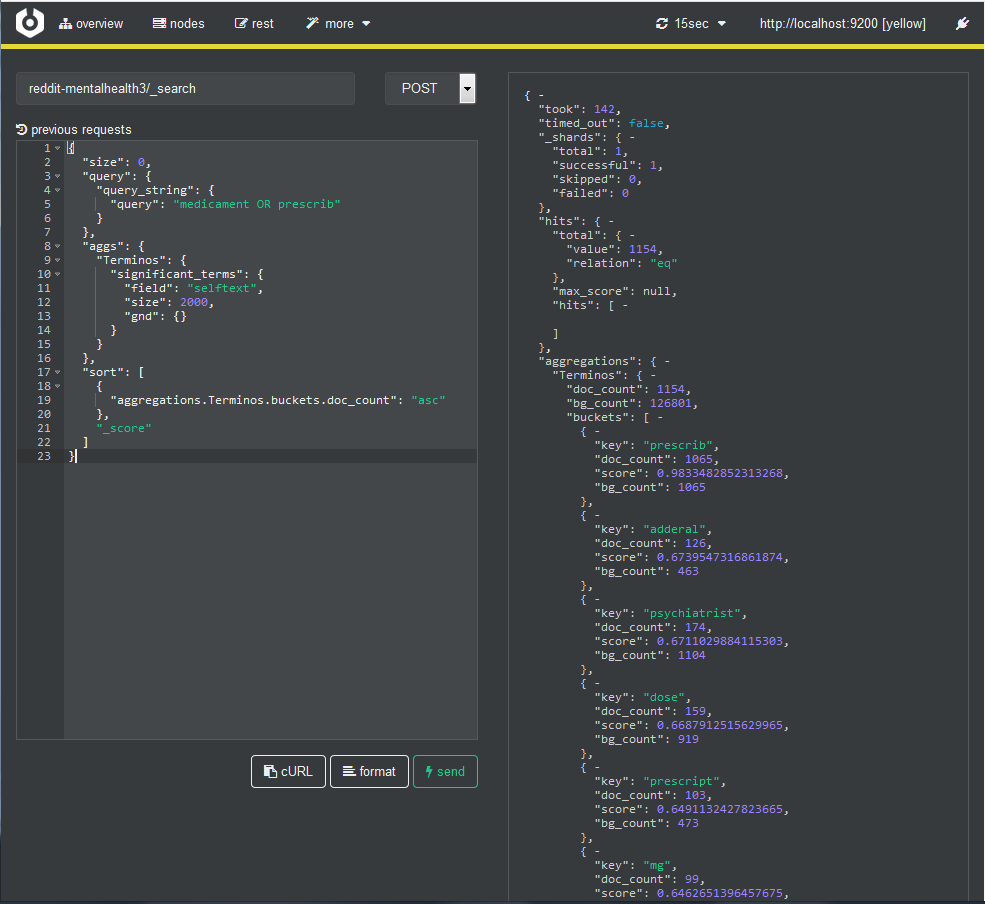 overview nodes rest more 15sec http://localhost:9200 [yellow]
reddit-mentalhealth3/_search POST
previous requests
1 {
2 "size": 0,
3 "query": {
4 "query_string": {
5 "query": "medicament OR prescrib"
6 }
7 },
8 "aggs": {
9 "Terminos": {
10 "significant_terms": {
11 "field": "selftext",
12 "size": 2000,
13 "gnd": {}
14 }
15 }
16 },
17 "sort": [
18 {
19 "aggregations.Terminos.buckets.doc_count": "asc"
20 },
21 "_score"
22 ]
23 }
cURL format send
{ -
"took": 142,
"timed_out": false,
"_shards": { -
"total": 1,
"successful": 1,
"skipped": 0,
"failed": 0
},
"hits": { -
"total": { -
"value": 1154,
"relation": "eq"
},
"max_score": null,
"hits": [ -
]
},
"aggregations": { -
"Terminos": { -
"doc_count": 1154,
"bg_count": 126801,
"buckets": [ -
{ -
"key": "prescrib",
"doc_count": 1065,
"score": 0.9833482852313268,
"bg_count": 1065
},
{ -
"key": "adderal",
"doc_count": 126,
"score": 0.6739547316861874,
"bg_count": 463
},
{ -
"key": "psychiatrist",
"doc_count": 174,
"score": 0.6711029884115303,
"bg_count": 1104
},
{ -
"key": "dose",
"doc_count": 159,
"score": 0.6687912515629965,
"bg_count": 919
},
{ -
"key": "prescript",
"doc_count": 103,
"score": 0.6491132427823665,
"bg_count": 473
},
{ -
"key": "mg",
"doc_count": 99,
"score": 0.6462651396457675,